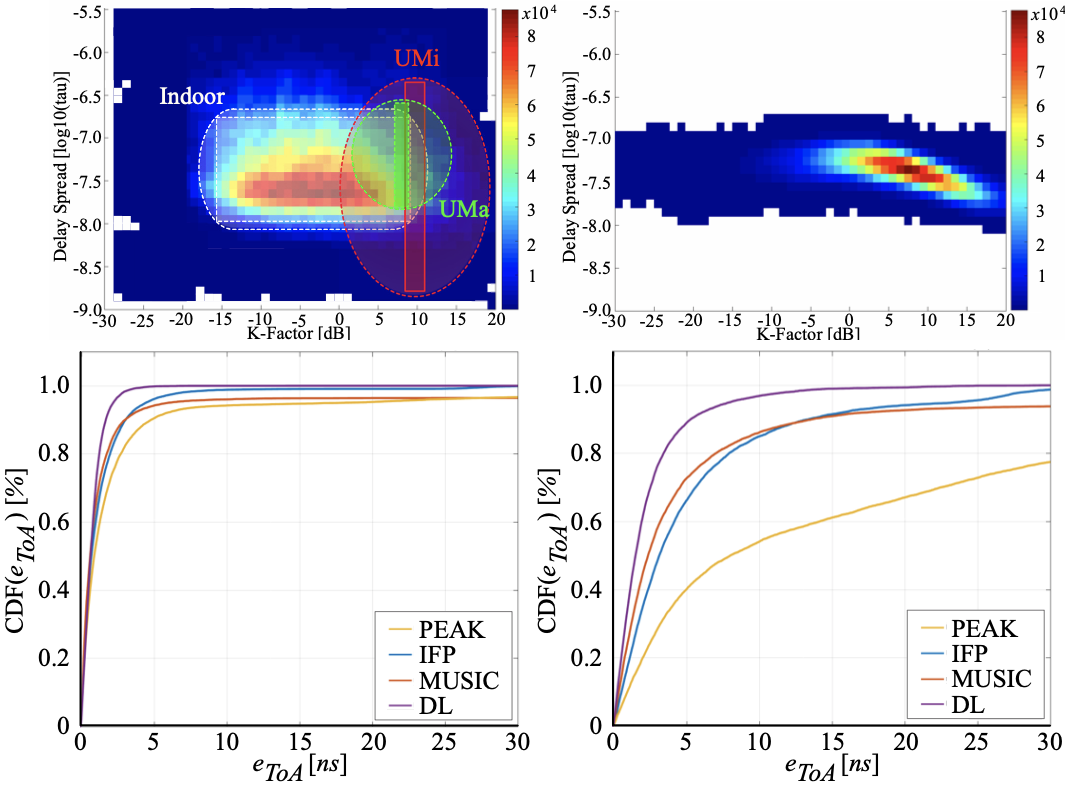 -5.5
-6.0
-6.5
-7.0
-7.5
-8.0
-8.5
-9.0
Delay Spread [log10(tau)]
-30 -25 -20 -15 -10 -5 0 5 10 15 20
K-Factor [dB]
Indoor
UMi
UMa
x10⁴
8
7
6
5
4
3
2
1
-5.5
-6.0
-6.5
-7.0
-7.5
-8.0
-8.5
-9.0
Delay Spread [log10(tau)]
-30 -25 -20 -15 -10 -5 0 5 10 15 20
K-Factor [dB]
x10⁴
8
7
6
5
4
3
2
1
1.0
0.8
0.6
0.4
0.2
0
CDF(e_ToA) [%]
PEAK
IFP
MUSIC
DL
0 5 10 15 20 25 30
e_ToA [ns]
1.0
0.8
0.6
0.4
0.2
0
CDF(e_ToA) [%]
PEAK
IFP
MUSIC
DL
0 5 10 15 20 25 30
e_ToA [ns]